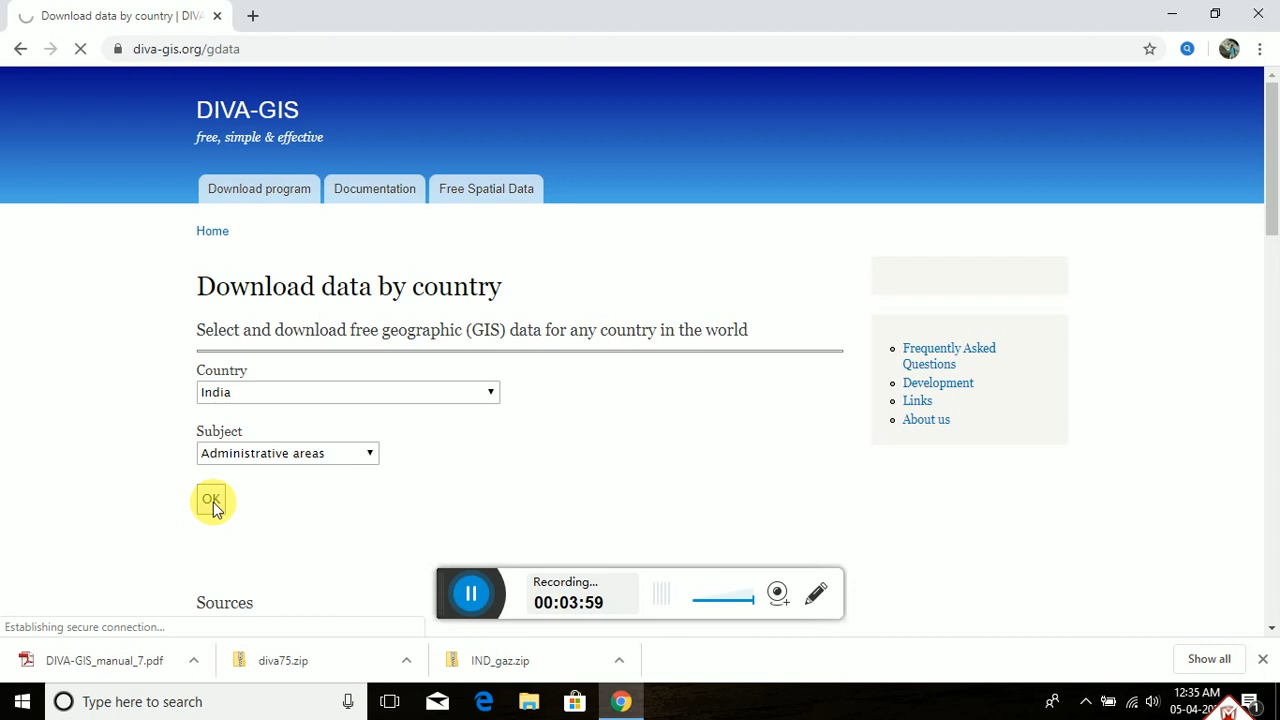 Download data by country | DIVA
diva-gis.org/gdata
DIVA-GIS
free, simple & effective
Download program
Documentation
Free Spatial Data
Home
Download data by country
Select and download free geographic (GIS) data for any country in the world
Country
India
Subject
Administrative areas
OK
Frequently Asked
Questions
Development
Links
About us
Sources
Recording...
00:03:59
Establishing secure connection...
DIVA-GIS_manual_7.pdf
diva75.zip
IND_gaz.zip
Show all
Type here to search
12:35 AM
05-04-20
1